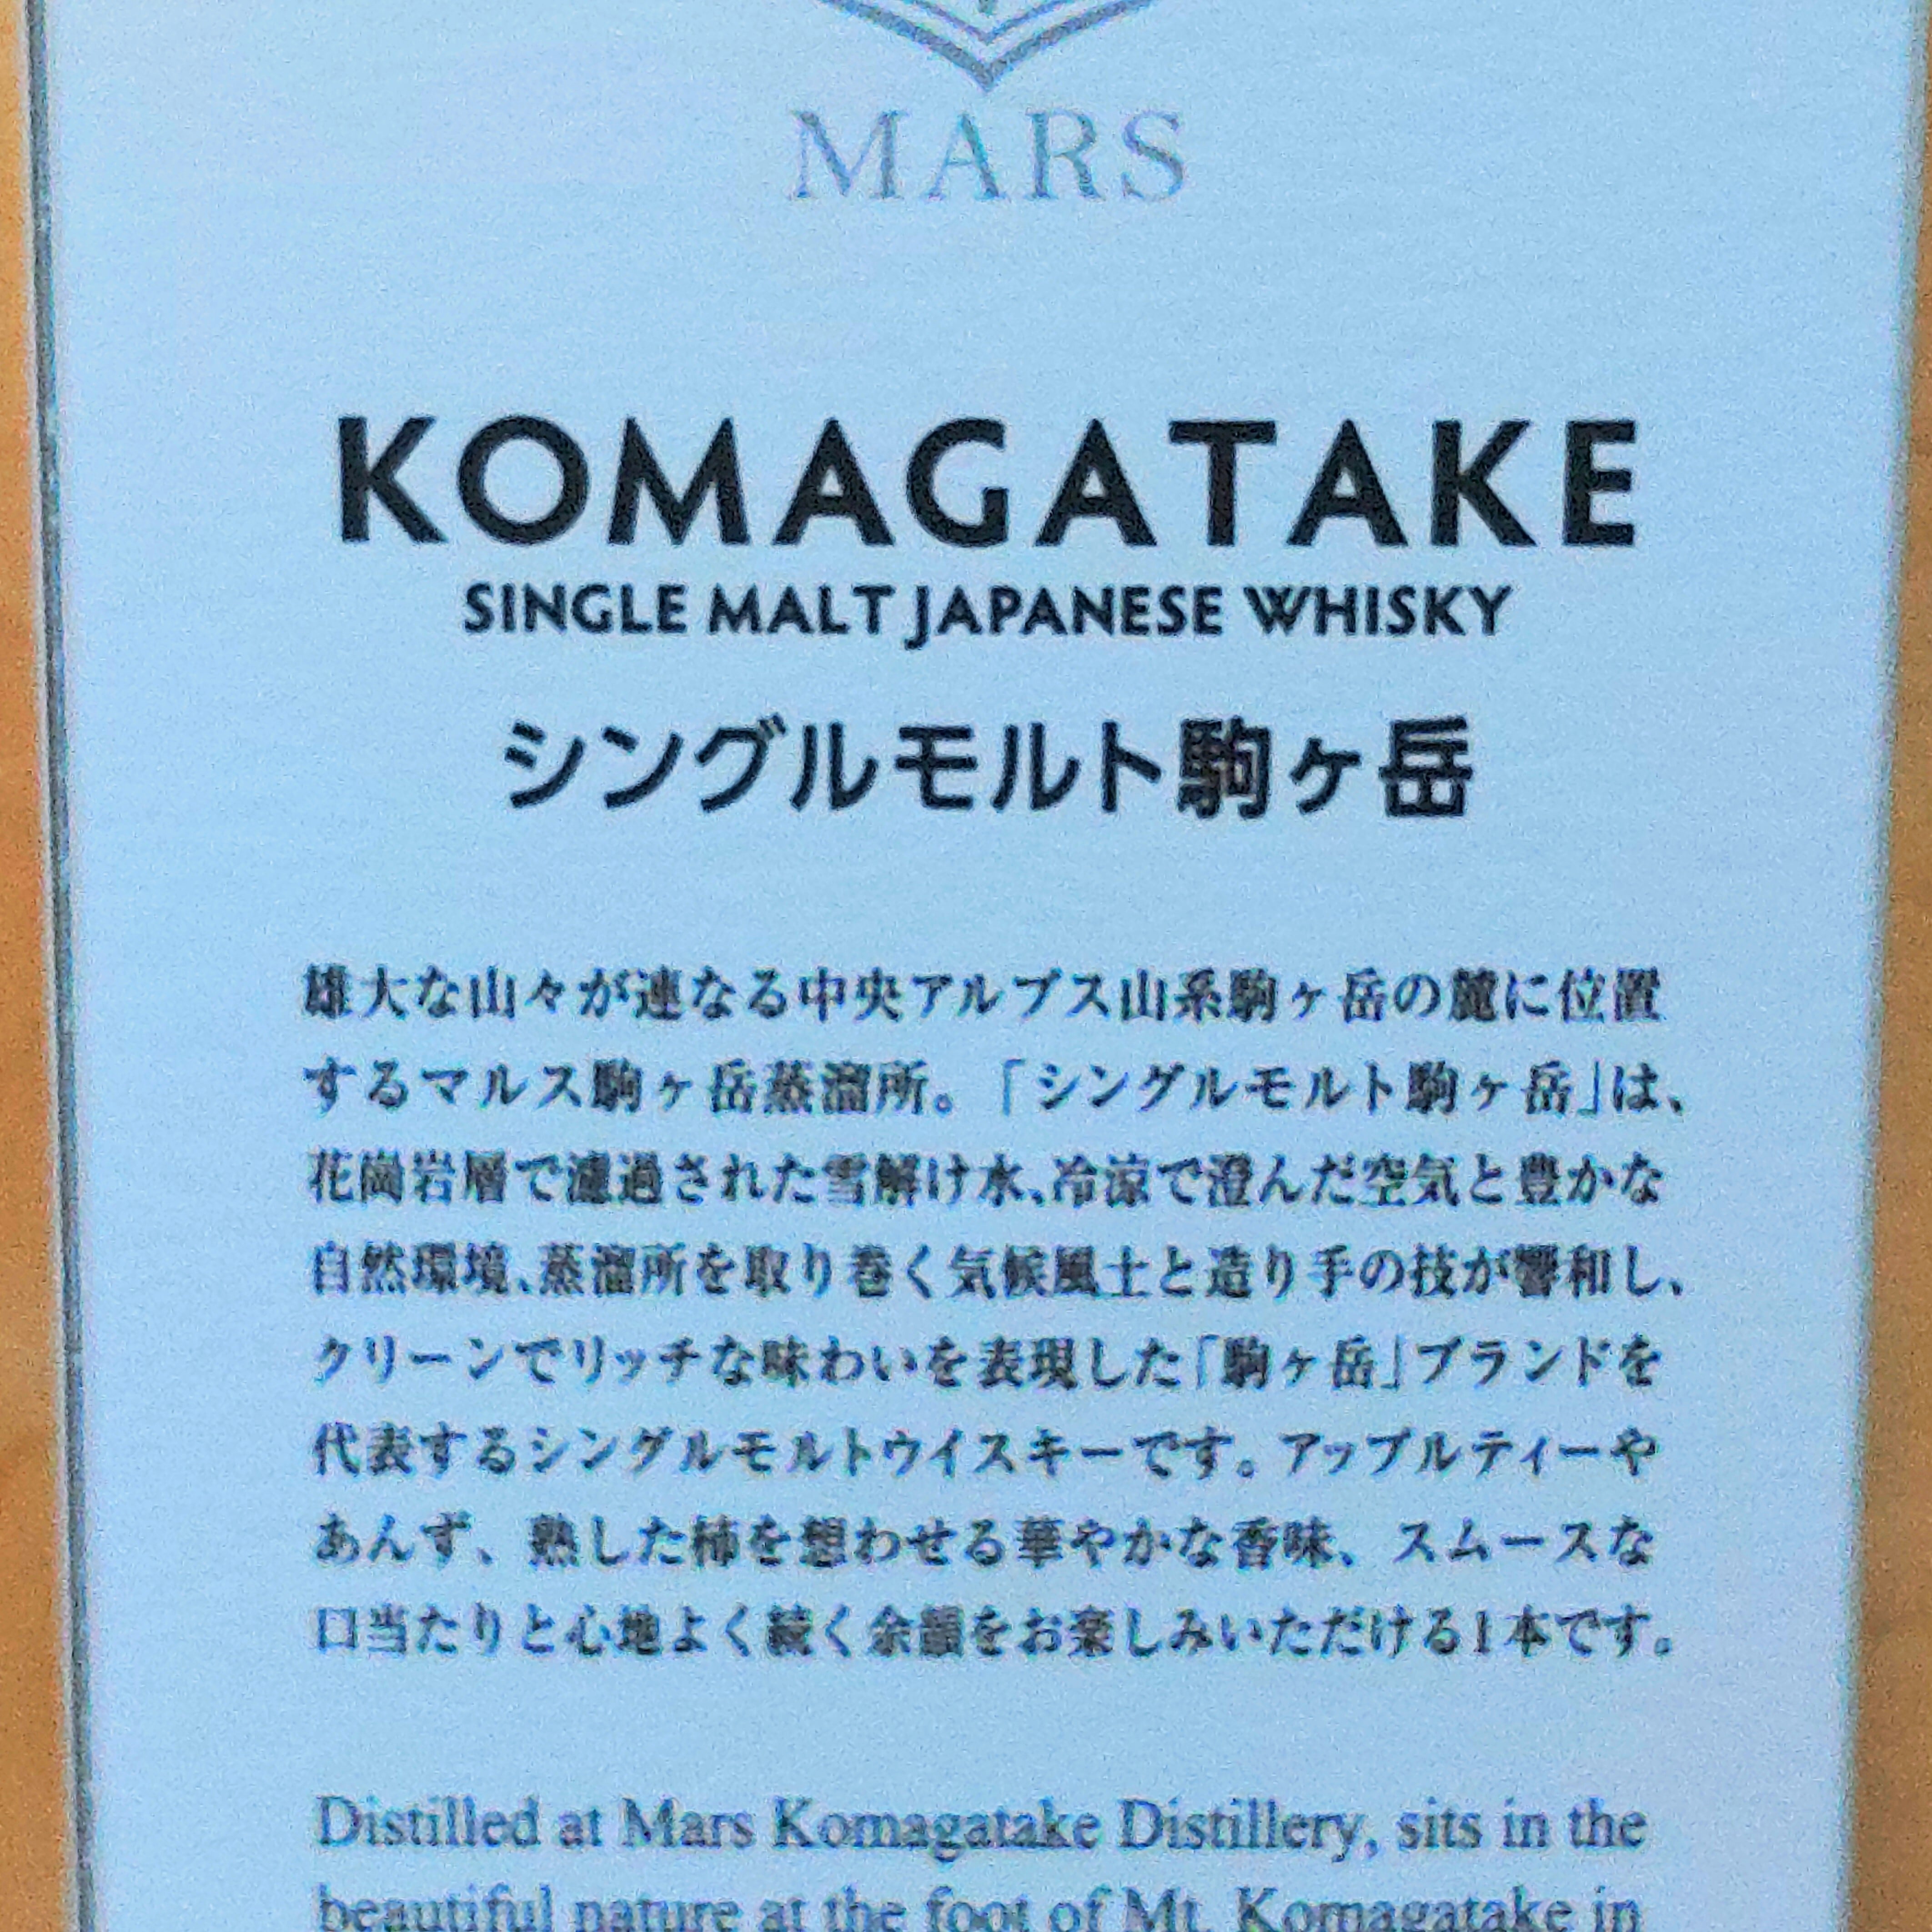 MARS
KOMAGATAKE
SINGLE MALT JAPANESE WHISKY
シングルモルト駒ヶ岳
雄大な山々が連なる中央アルプス山系駒ヶ岳の麓に位置
するマルス駒ヶ岳蒸溜所。「シングルモルト駒ヶ岳」は、
花崗岩層で濾過された雪解け水、冷涼で澄んだ空気と豊かな
自然環境、蒸溜所を取り巻く気候風土と造り手の技が響和し、
クリーンでリッチな味わいを表現した「駒ヶ岳」ブランドを
代表するシングルモルトウイスキーです。アップルティーや
あんず、熟した柿を想わせる華やかな香味、スムースな
口当たりと心地よく続く余韻をお楽しみいただける1本です。
Distilled at Mars Komagatake Distillery, sits in the
beautiful nature at the foot of Mt. Komagatake in